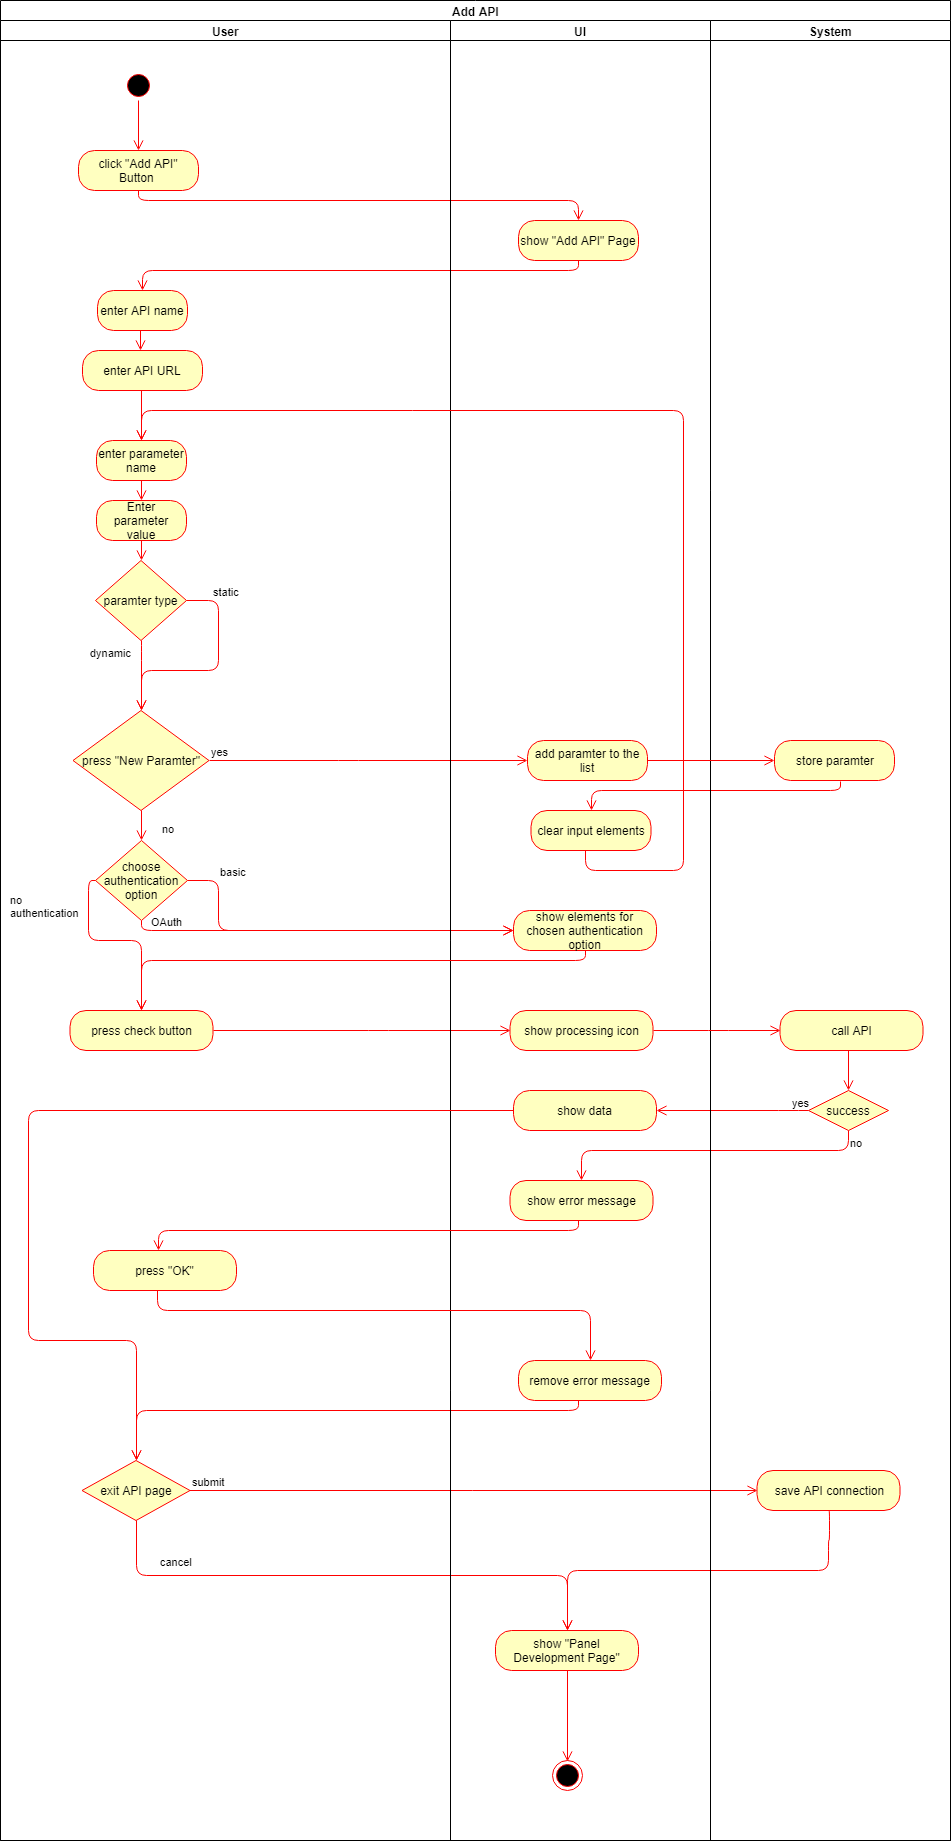 Add API
User
UI
System
click "Add API"
Button
show "Add API" Page
enter API name
enter API URL
enter parameter
name
Enter
parameter
value
paramter type
static
dynamic
press "New Paramter"
yes
add paramter to the
list
store paramter
no
clear input elements
choose
authentication
option
basic
no
authentication
OAuth
show elements for
chosen authentication
option
press check button
show processing icon
call API
show data
yes
success
no
show error message
press "OK"
remove error message
exit API page
submit
save API connection
cancel
show "Panel
Development Page"